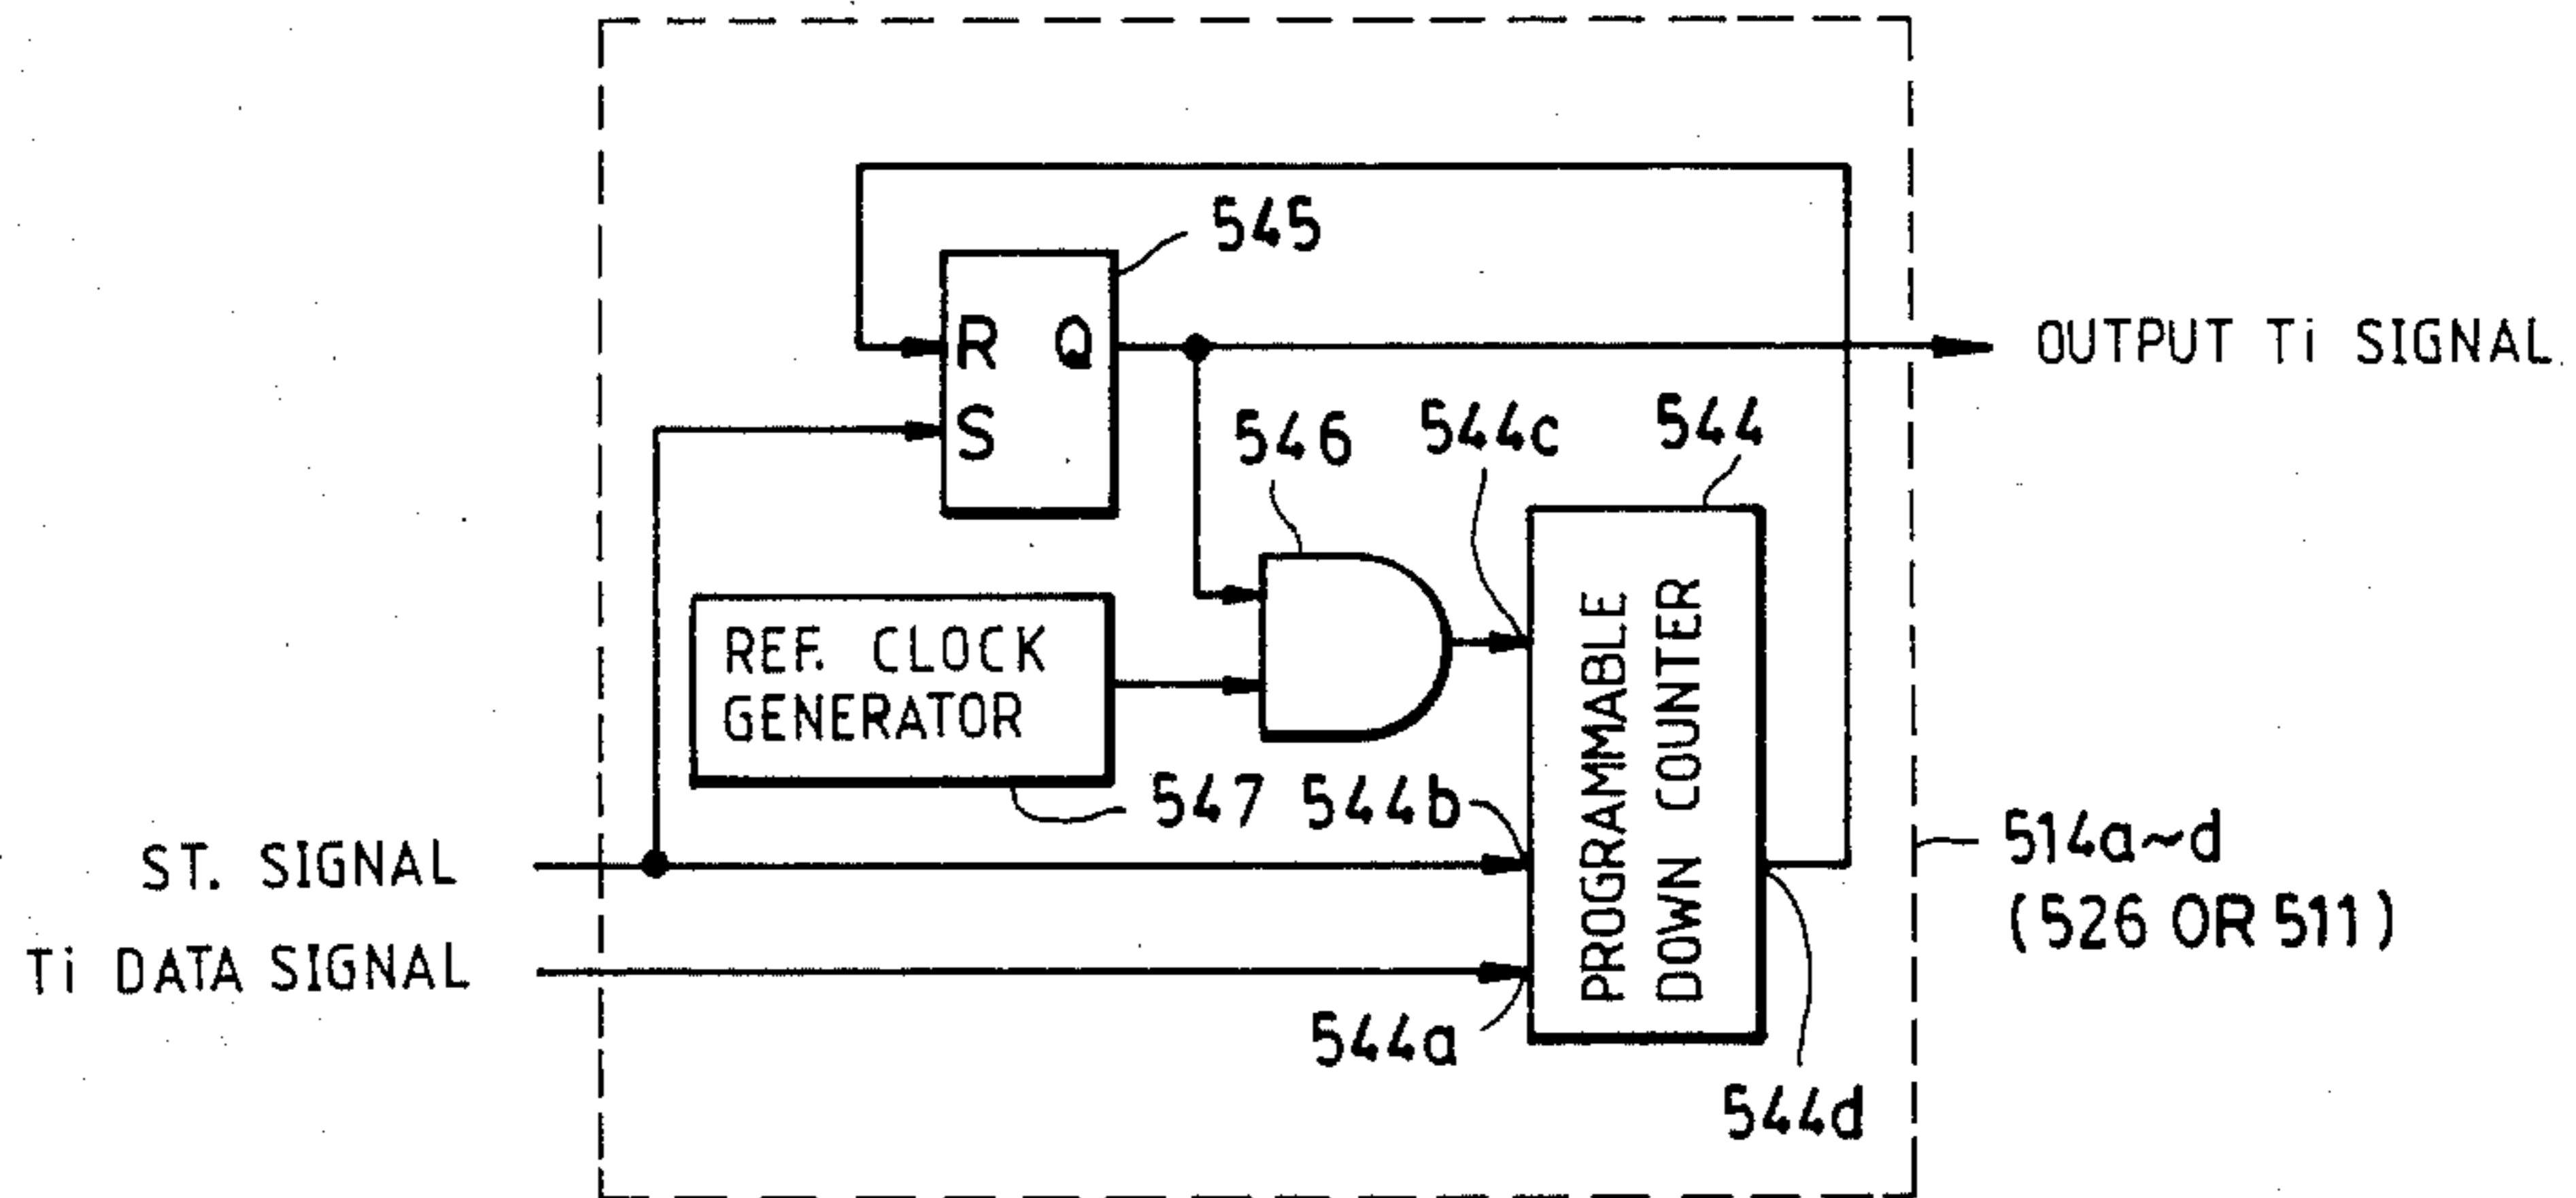 545
R Q
S
OUTPUT Ti SIGNAL
546
544c
544
REF. CLOCK
GENERATOR
547
544b
PROGRAMMABLE
DOWN COUNTER
ST. SIGNAL
Ti DATA SIGNAL
544a
544d
514a~d
(526 OR 511)